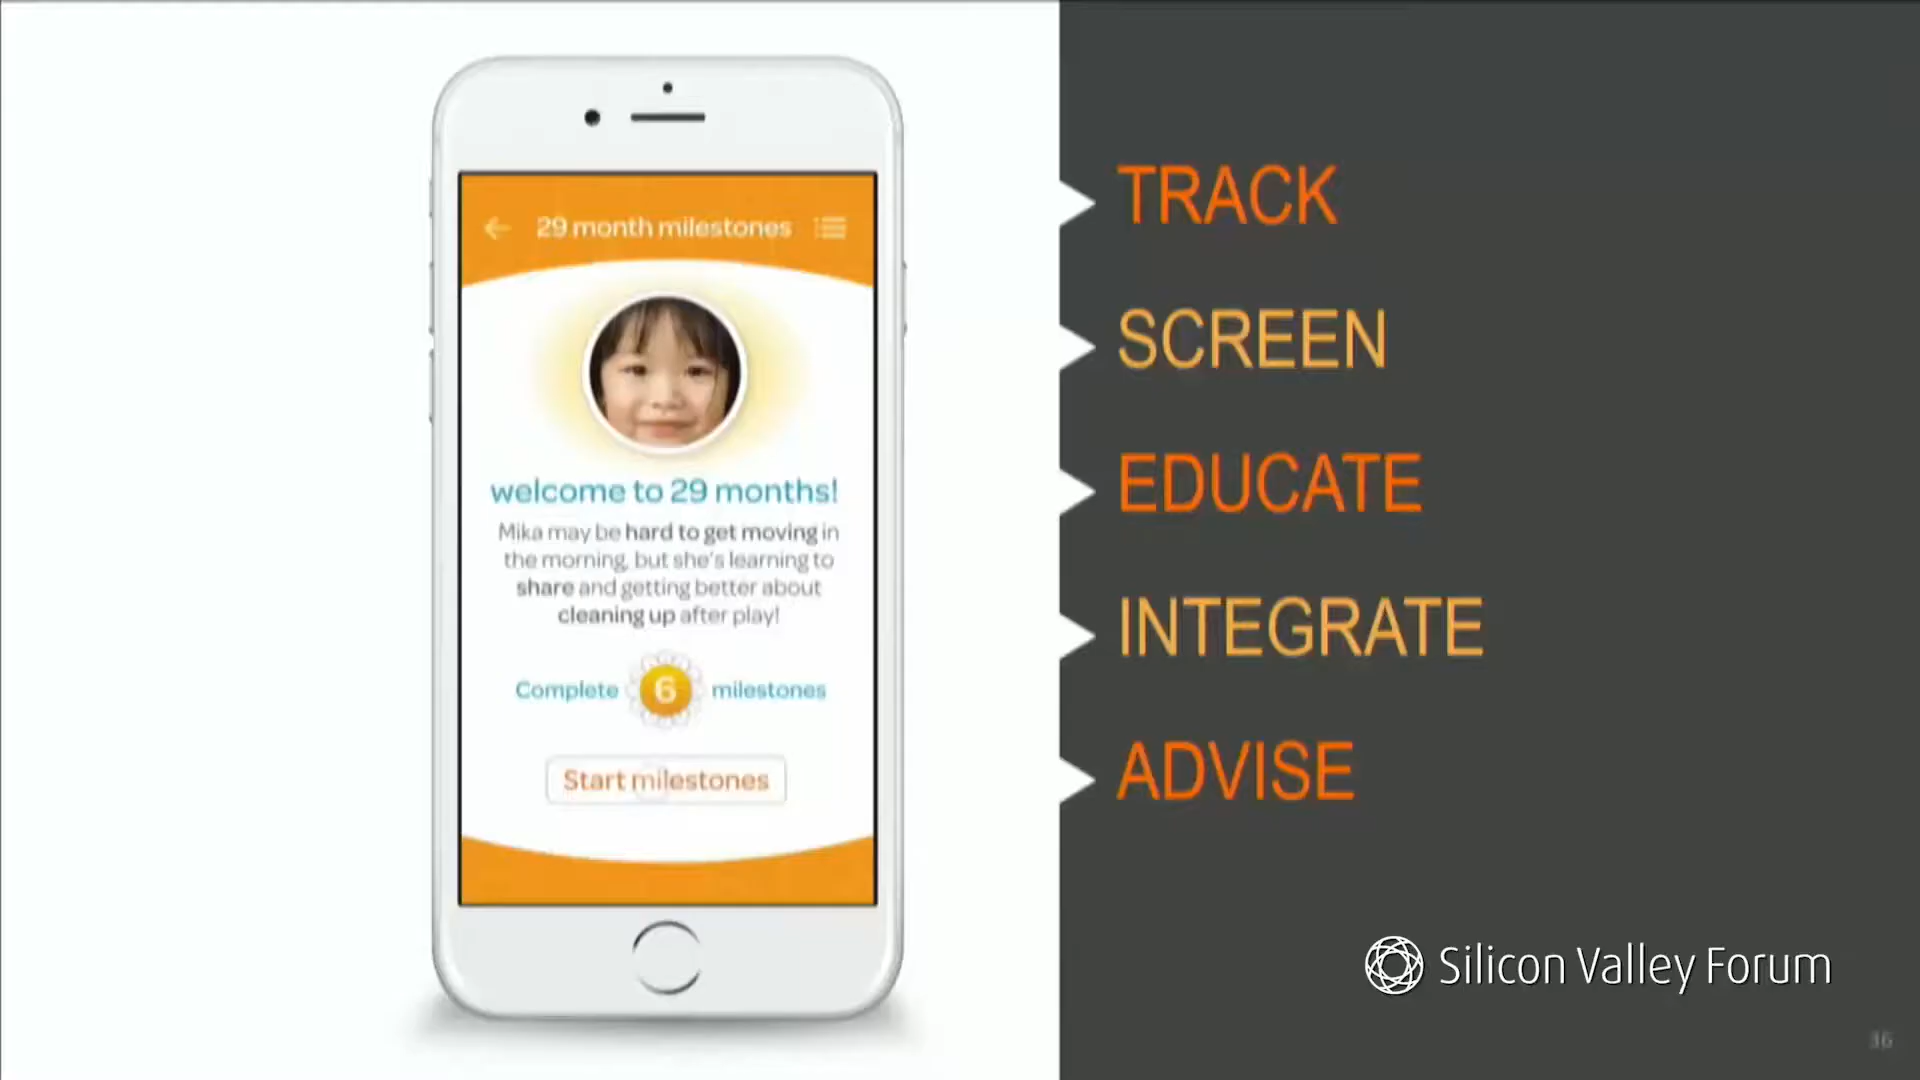 29 month milestones
welcome to 29 months!
Mika may be hard to get moving in
the morning, but she's learning to
share and getting better about
cleaning up after play!
Complete 6 milestones
Start milestones
TRACK
SCREEN
EDUCATE
INTEGRATE
ADVISE
Silicon Valley Forum
36